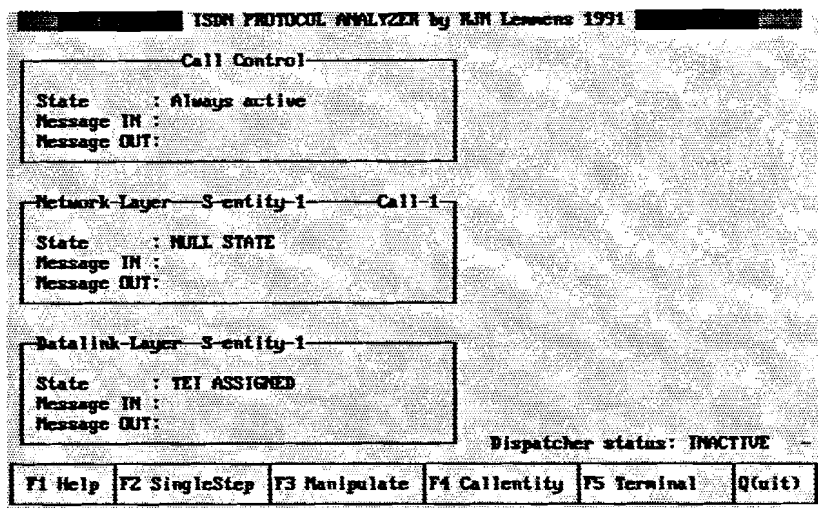 ISDN PROTOCOL ANALYZER by RJM Lemmens 1991
Call Control
State : Always active
Message IN :
Message OUT:
Network-Layer S-entity-1 Call-1
State : NULL STATE
Message IN :
Message OUT:
Datalink-Layer S-entity-1
State : TEI ASSIGNED
Message IN :
Message OUT:
Dispatcher status: INACTIVE
F1 Help F2 SingleStep F3 Manipulate F4 Callentity F5 Terminal Q(uit)